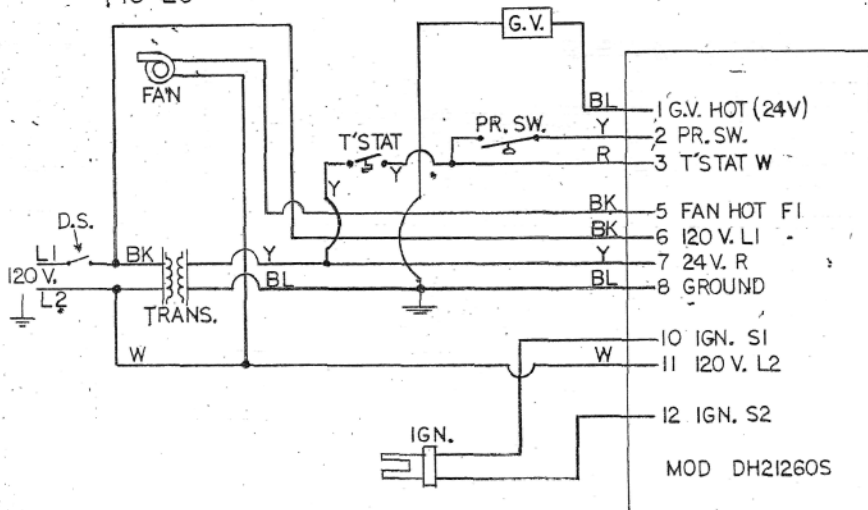 G.V.
FAN
BL
1 G.V. HOT (24V)
T'STAT
PR. SW.
Y
2 PR. SW.
Y
R
3 T'STAT W
Y
BK
5 FAN HOT F1
D.S.
BK
6 120 V. L1
L1
BK
Y
Y
7 24V. R
120 V.
BL
BL
8 GROUND
L2
TRANS.
10 IGN. S1
W
W
11 120 V. L2
12 IGN. S2
IGN.
MOD DH21260S